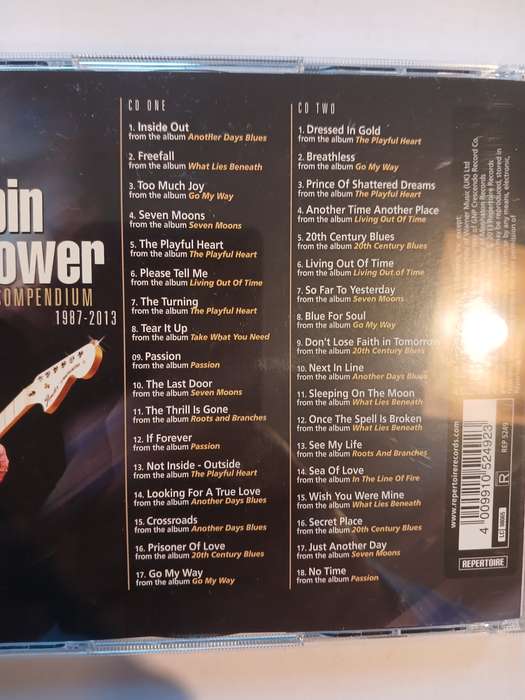 oin
ower
COMPENDIUM
1987-2013
CD ONE
1. Inside Out
from the album Another Days Blues
2. Freefall
from the album What Lies Beneath
3. Too Much Joy
from the album Go My Way
4. Seven Moons
from the album Seven Moons
5. The Playful Heart
from the album The Playful Heart
6. Please Tell Me
from the album Living Out Of Time
7. The Turning
from the album The Playful Heart
8. Tear It Up
from the album Take What You Need
09. Passion
from the album Passion
10. The Last Door
from the album Seven Moons
11. The Thrill Is Gone
from the album Roots and Branches
12. If Forever
from the album Passion
13. Not Inside - Outside
from the album The Playful Heart
14. Looking For A True Love
from the album Another Days Blues
15. Crossroads
from the album Another Days Blues
16. Prisoner Of Love
from the album 20th Century Blues
17. Go My Way
from the album Go My Way
CD TWO
1. Dressed In Gold
from the album The Playful Heart
2. Breathless
from the album Go My Way
3. Prince Of Shattered Dreams
from the album The Playful Heart
4. Another Time Another Place
from the album Living Out Of Time
5. 20th Century Blues
from the album 20th Century Blues
6. Living Out Of Time
from the album Living Out of Time
7. So Far To Yesterday
from the album Seven Moons
8. Blue For Soul
from the album Go My Way
9. Don't Lose Faith in Tomorrow
from the album 20th Century Blues
10. Next In Line
from the album Another Days Blues
11. Sleeping On The Moon
from the album What Lies Beneath
12. Once The Spell is Broken
from the album What Lies Beneath
13. See My Life
from the album Roots And Branches
14. Sea Of Love
from the album In The Line Of Fire
15. Wish You Were Mine
from the album What Lies Beneath
16. Secret Place
from the album 20th Century Blues
17. Just Another Day
from the album Seven Moons
18. No Time
from the album Passion
www.repertoirerecords.com
4 009910 524923
REP 5249
R
REPERTOIRE